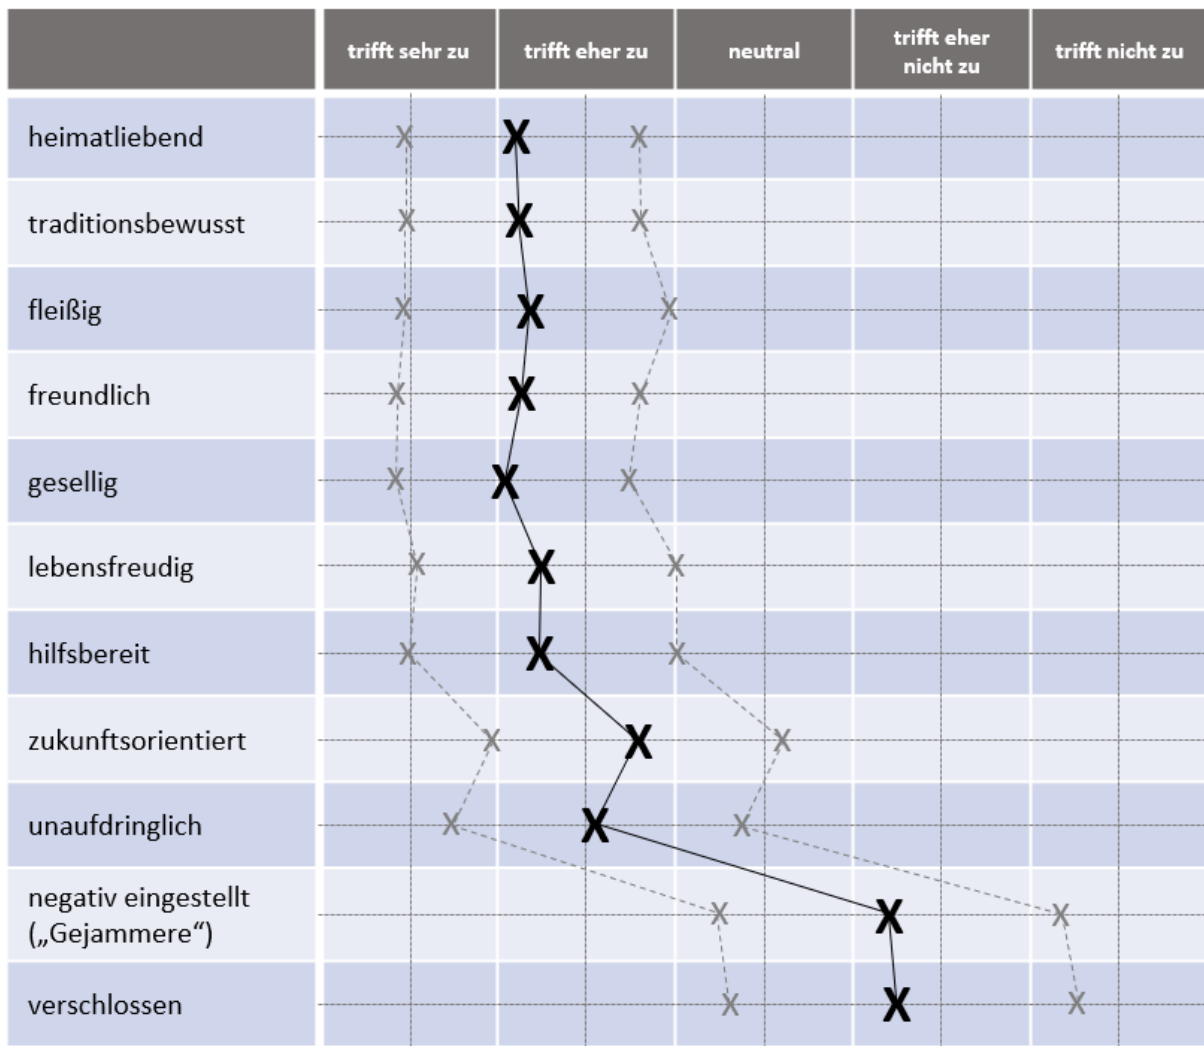 trifft sehr zu
trifft eher zu
neutral
trifft eher
nicht zu
trifft nicht zu
heimatliebend
X X X
traditionsbewusst
X X X
fleißig
X X X
freundlich
X X X
gesellig
X X X
lebensfreudig
X X X
hilfsbereit
X X X
zukunftsorientiert
X X X
unaufdringlich
X X X
negativ eingestellt
(„Gejammere“)
X X X
verschlossen
X X X